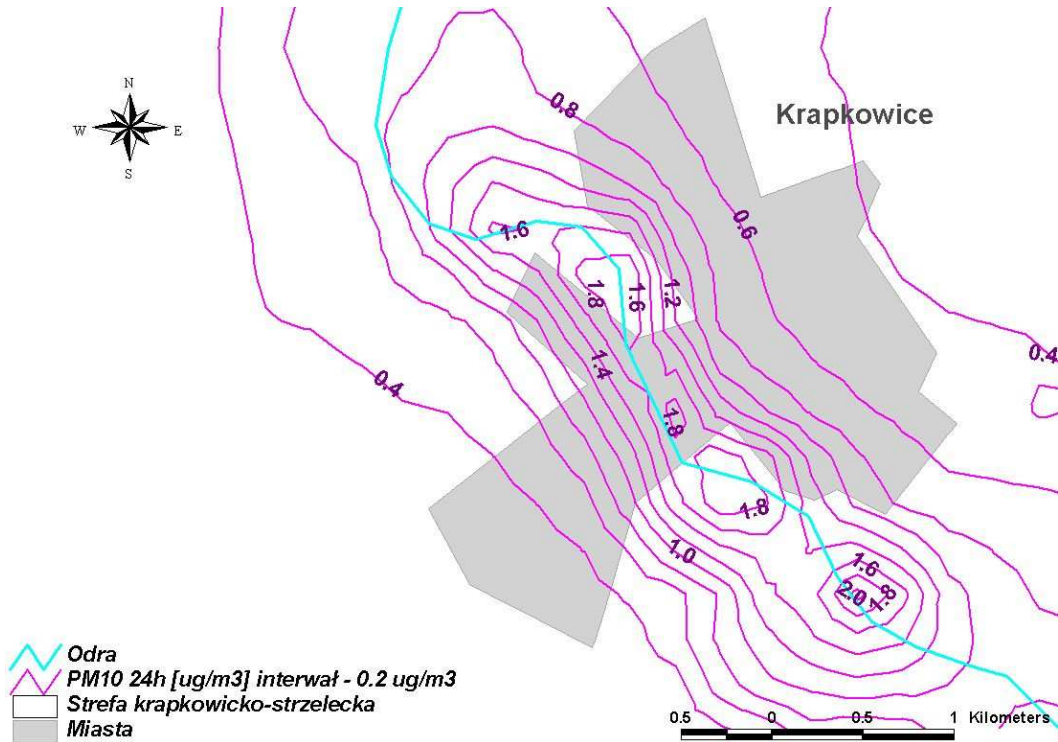 N
W E
S
Krapkowice
0.8
0.6
1.6
1.8
1.6
1.2
0.4
0.4
1.4
1.8
1.8
1.0
1.6
2.0
1.8
Odra
PM10 24h [ug/m3] interwał - 0.2 ug/m3
Strefa krapkowicko-strzelecka
Miasta
0.5 0 0.5 1 Kilometers